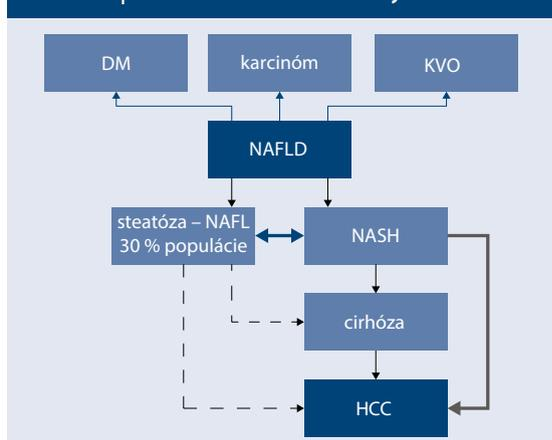 DM
karcinóm
KVO
NAFLD
steatóza – NAFL
30 % populácie
NASH
cirhóza
HCC